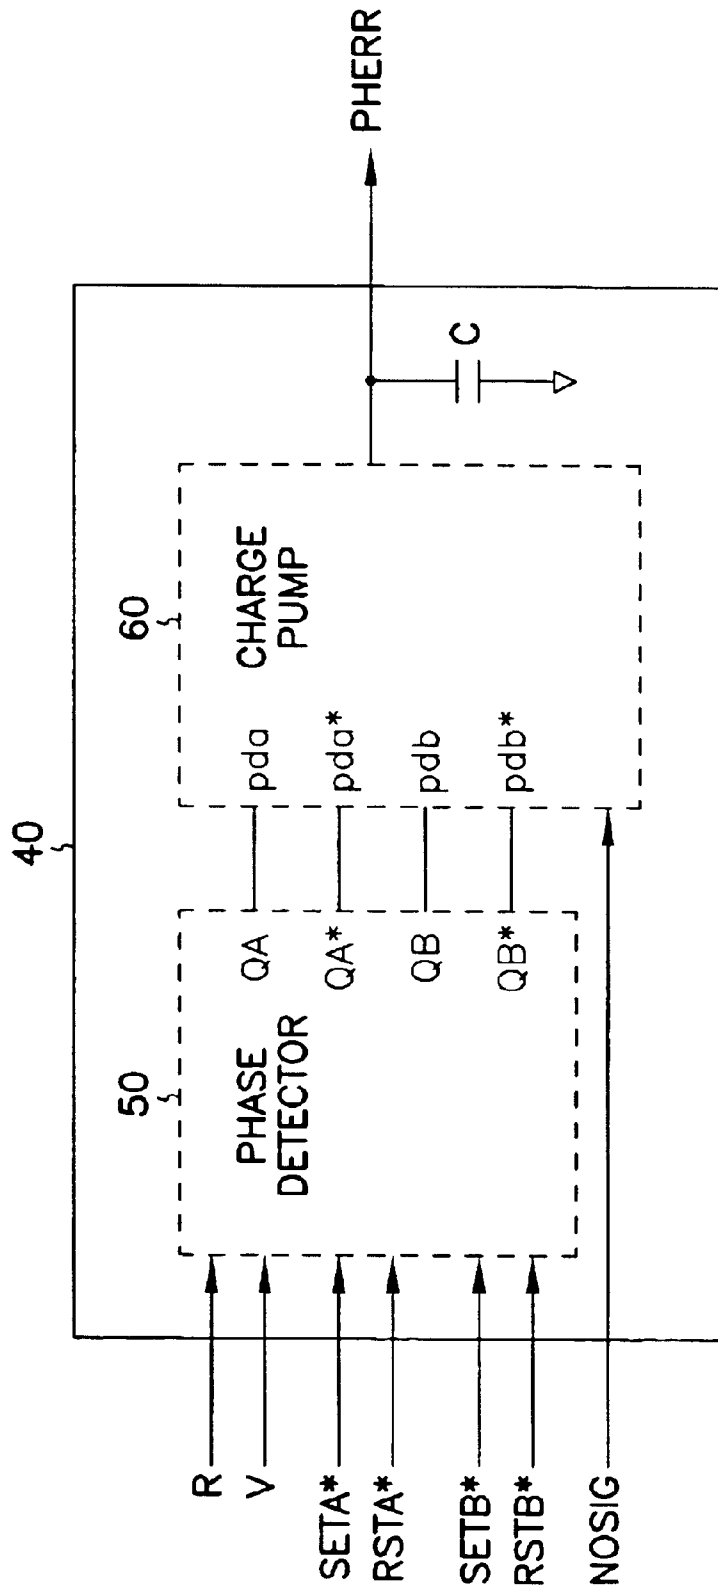 40
50
60
R
V
SETA*
RSTA*
SETB*
RSTB*
NOSIG
PHASE
DETECTOR
QA
QA*
QB
QB*
pda
pda*
pdb
pdb*
CHARGE
PUMP
C
PHERR